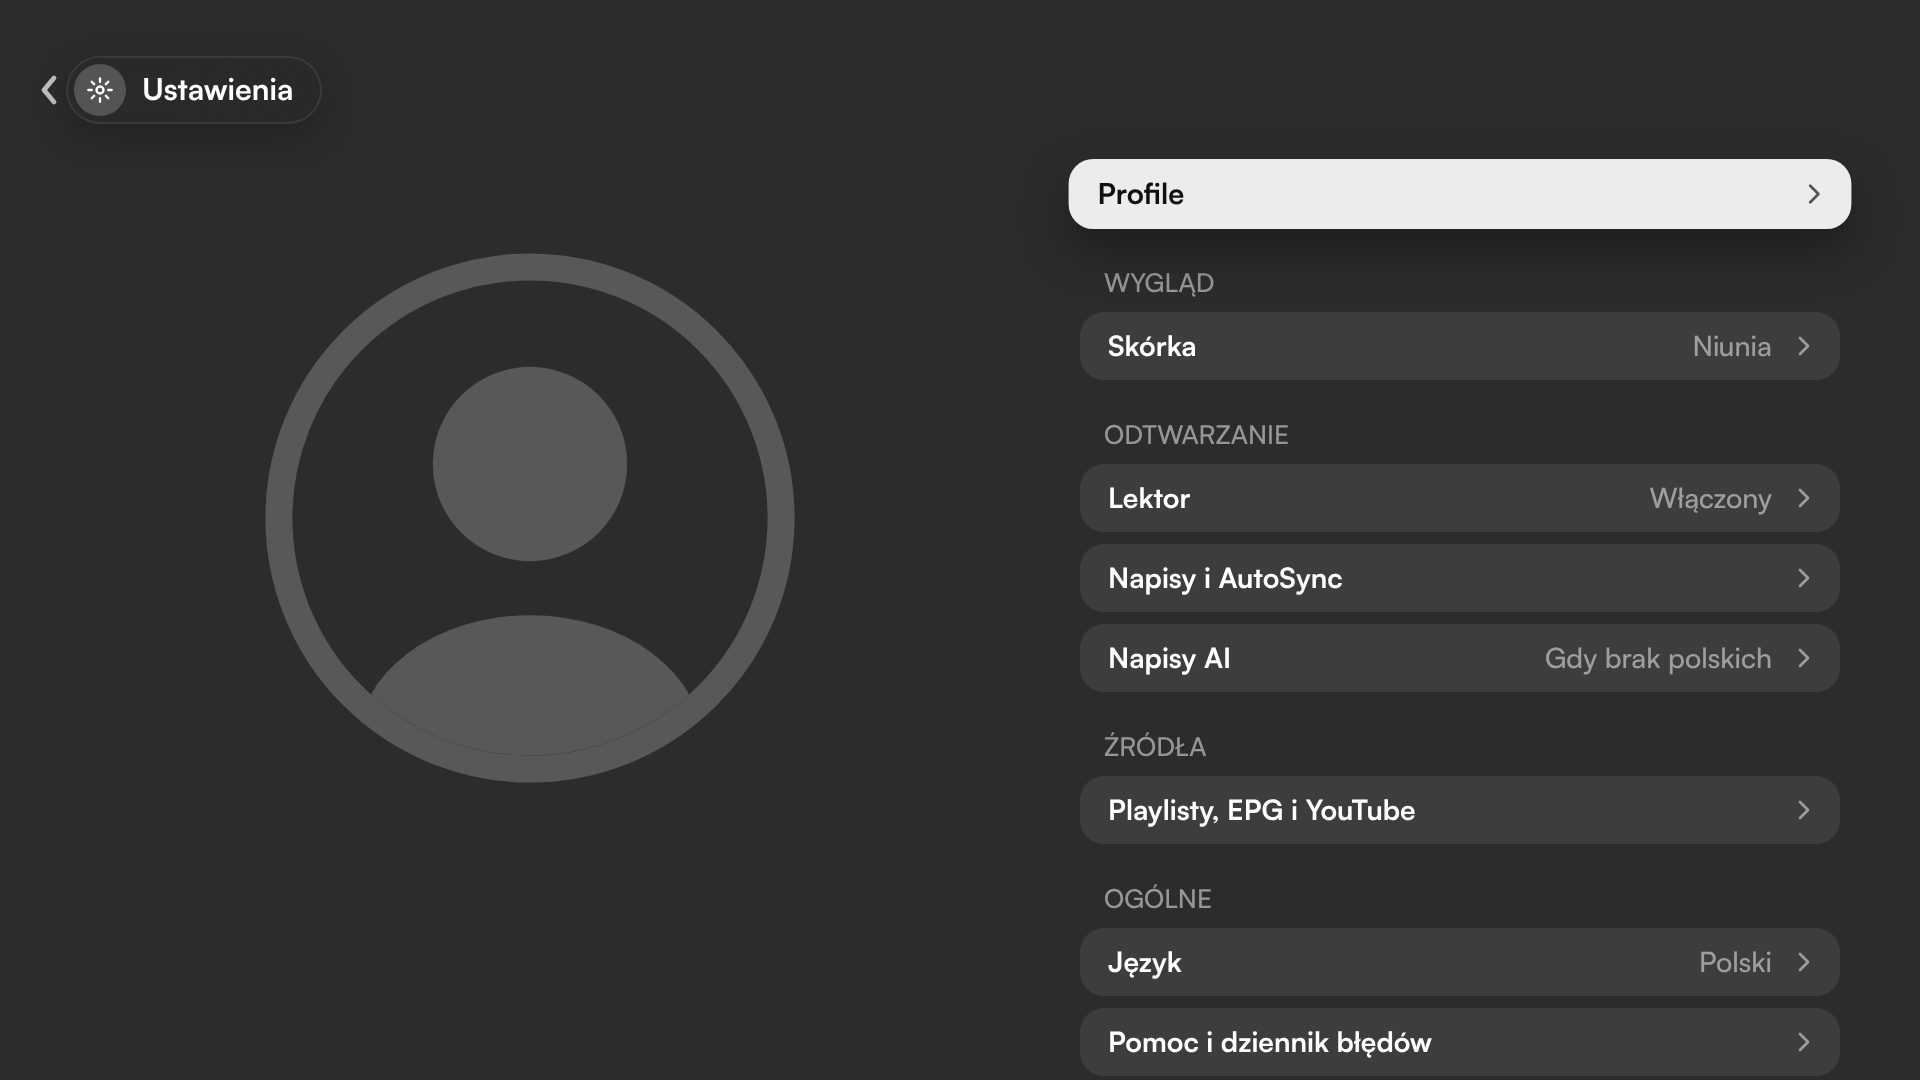 Ustawienia
Profile
WYGLĄD
Skórka Niunia
ODTWARZANIE
Lektor Włączony
Napisy i AutoSync
Napisy AI Gdy brak polskich
ŹRÓDŁA
Playlisty, EPG i YouTube
OGÓLNE
Język Polski
Pomoc i dziennik błędów